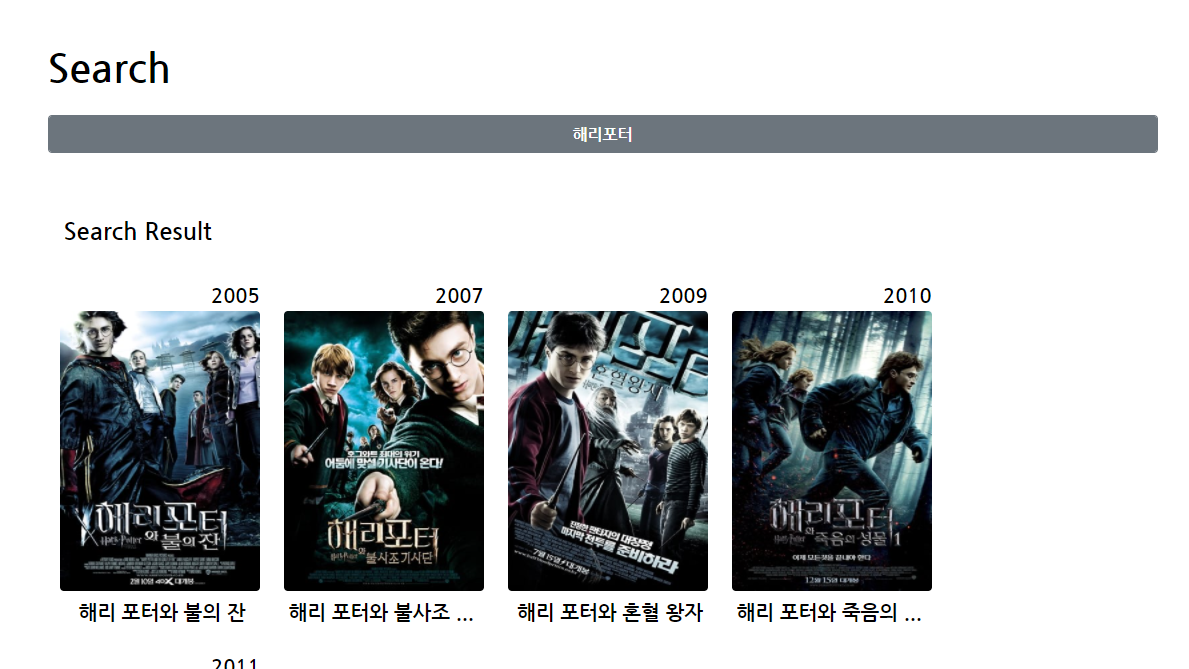 Search
해리포터
Search Result
2005
2007
2009
2010
해리포터
와 불의 잔
호그와트 최대의 위기
어둠에 맞설 기사단이 온다!
해리포터
와 불사조 기사단
혼혈왕자
진정한 판타지의 대장정
마지막 전투를 준비하라
7월 15일 대개봉
해리포터
와 죽음의 성물 1
이제 모든것을 끝내야 한다
12월 15일 대개봉
해리 포터와 불의 잔
해리 포터와 불사조 ...
해리 포터와 혼혈 왕자
해리 포터와 죽음의 ...
2011